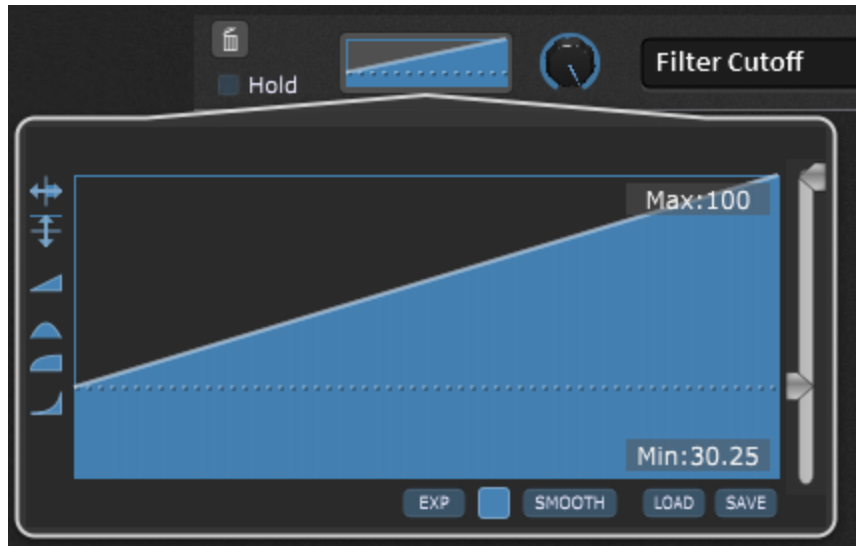 Hold
Filter Cutoff
Max:100
Min:30.25
EXP
SMOOTH
LOAD
SAVE